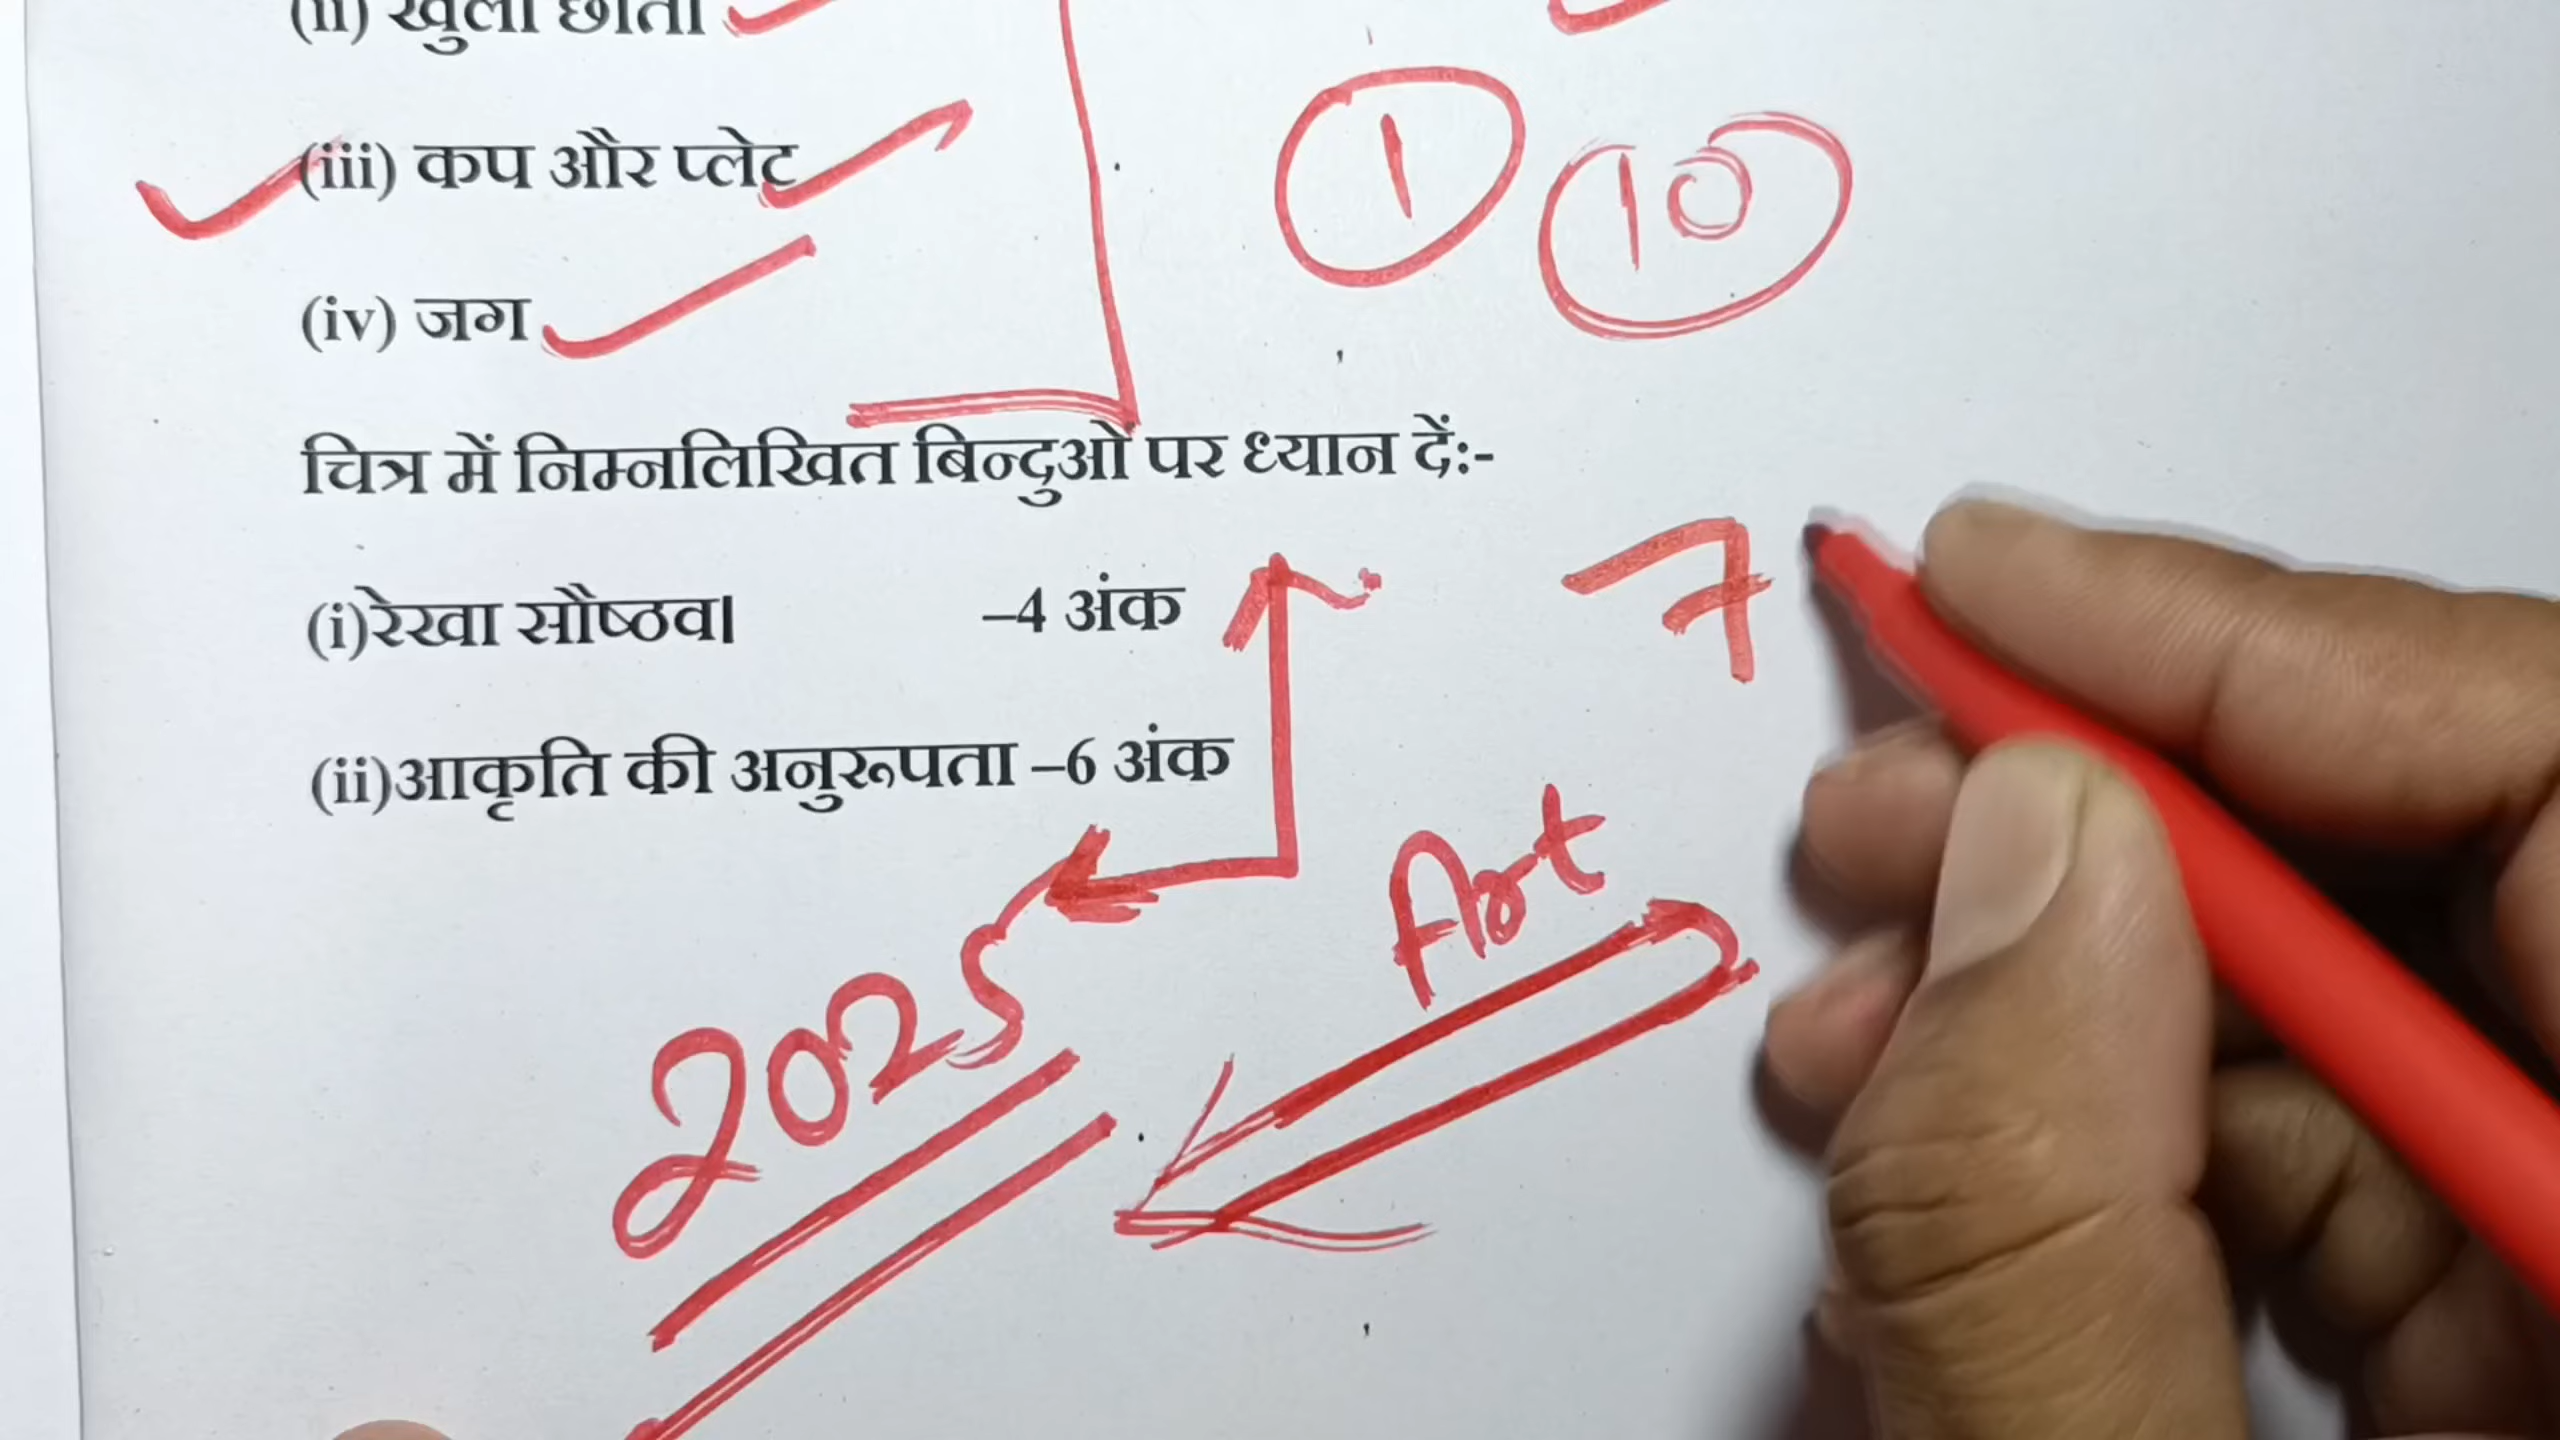 (ii) खुला छाता
(iii) कप और प्लेट
1 10
(iv) जग
चित्र में निम्नलिखित बिन्दुओं पर ध्यान दें:-
(i)रेखा सौष्ठव। –4 अंक
7
(ii)आकृति की अनुरूपता –6 अंक
Art
2025